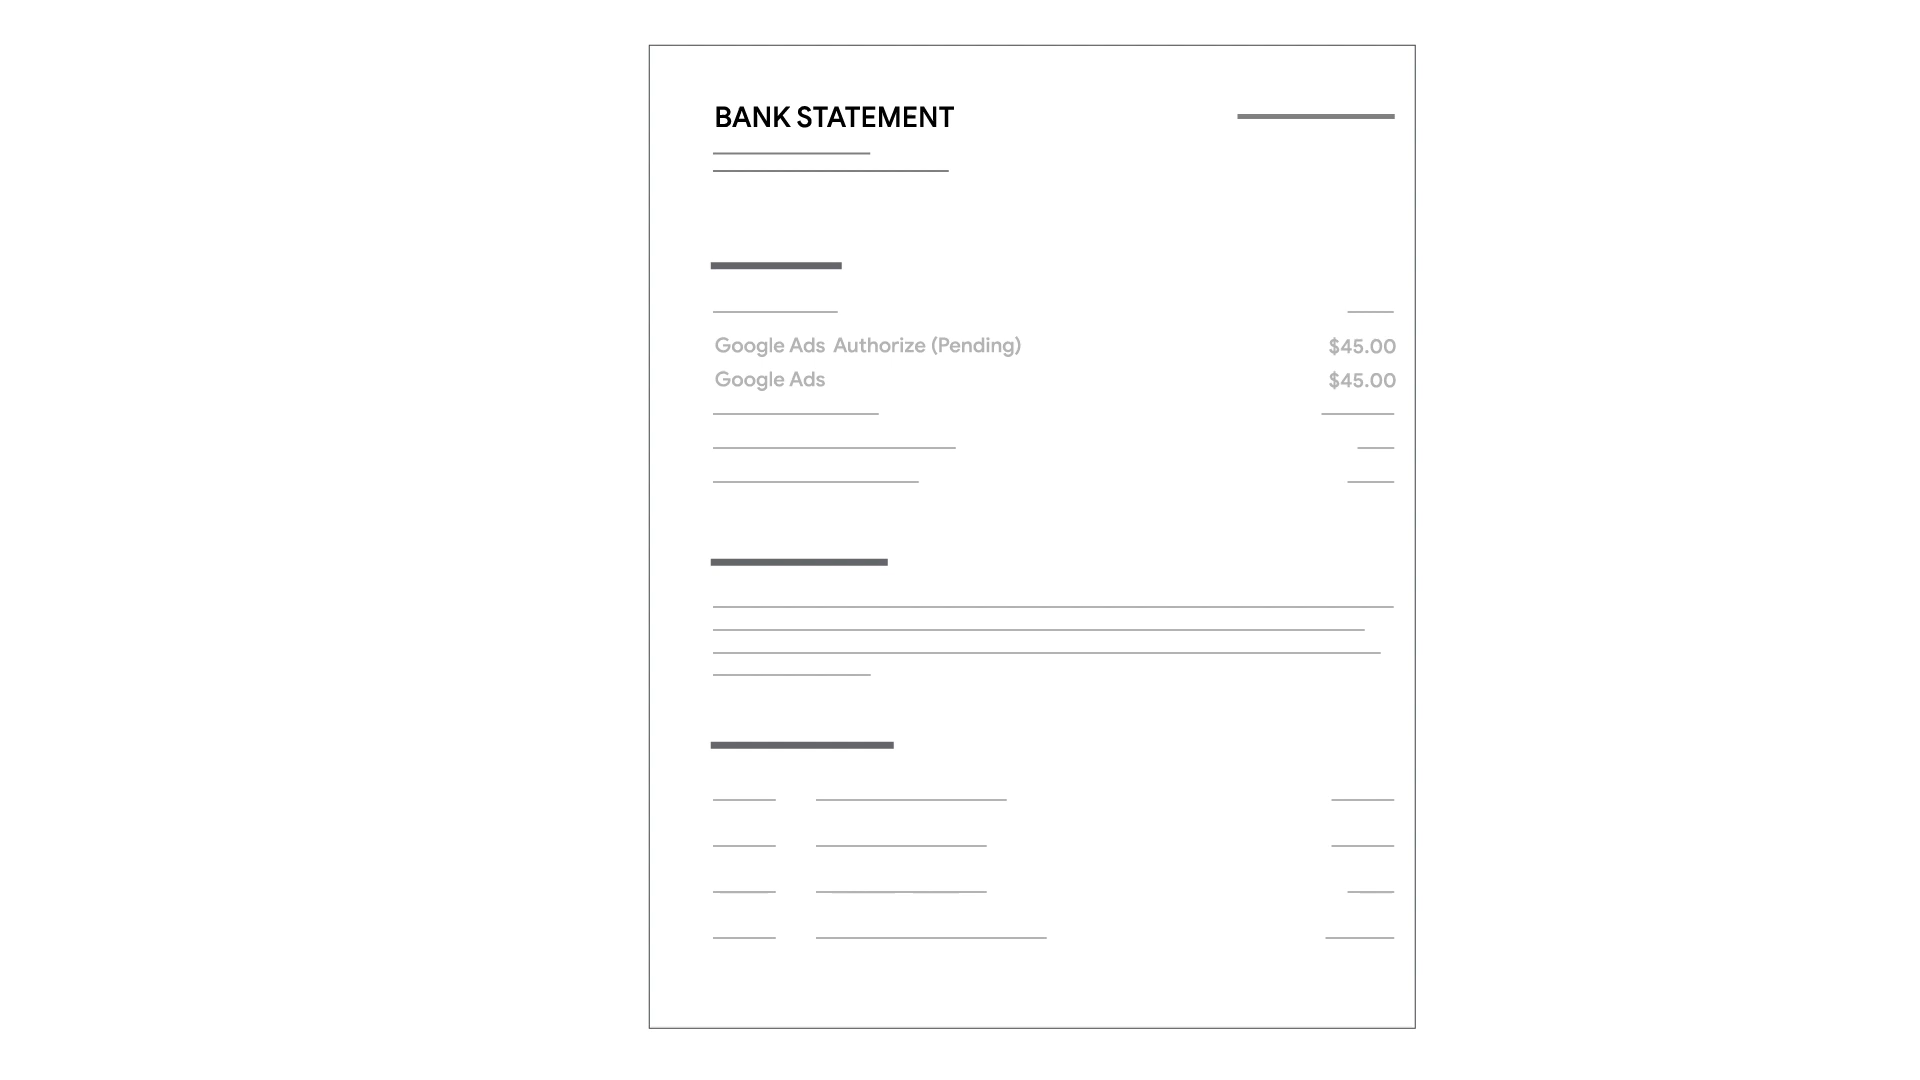 BANK STATEMENT
Google Ads Authorize (Pending) $45.00
Google Ads $45.00